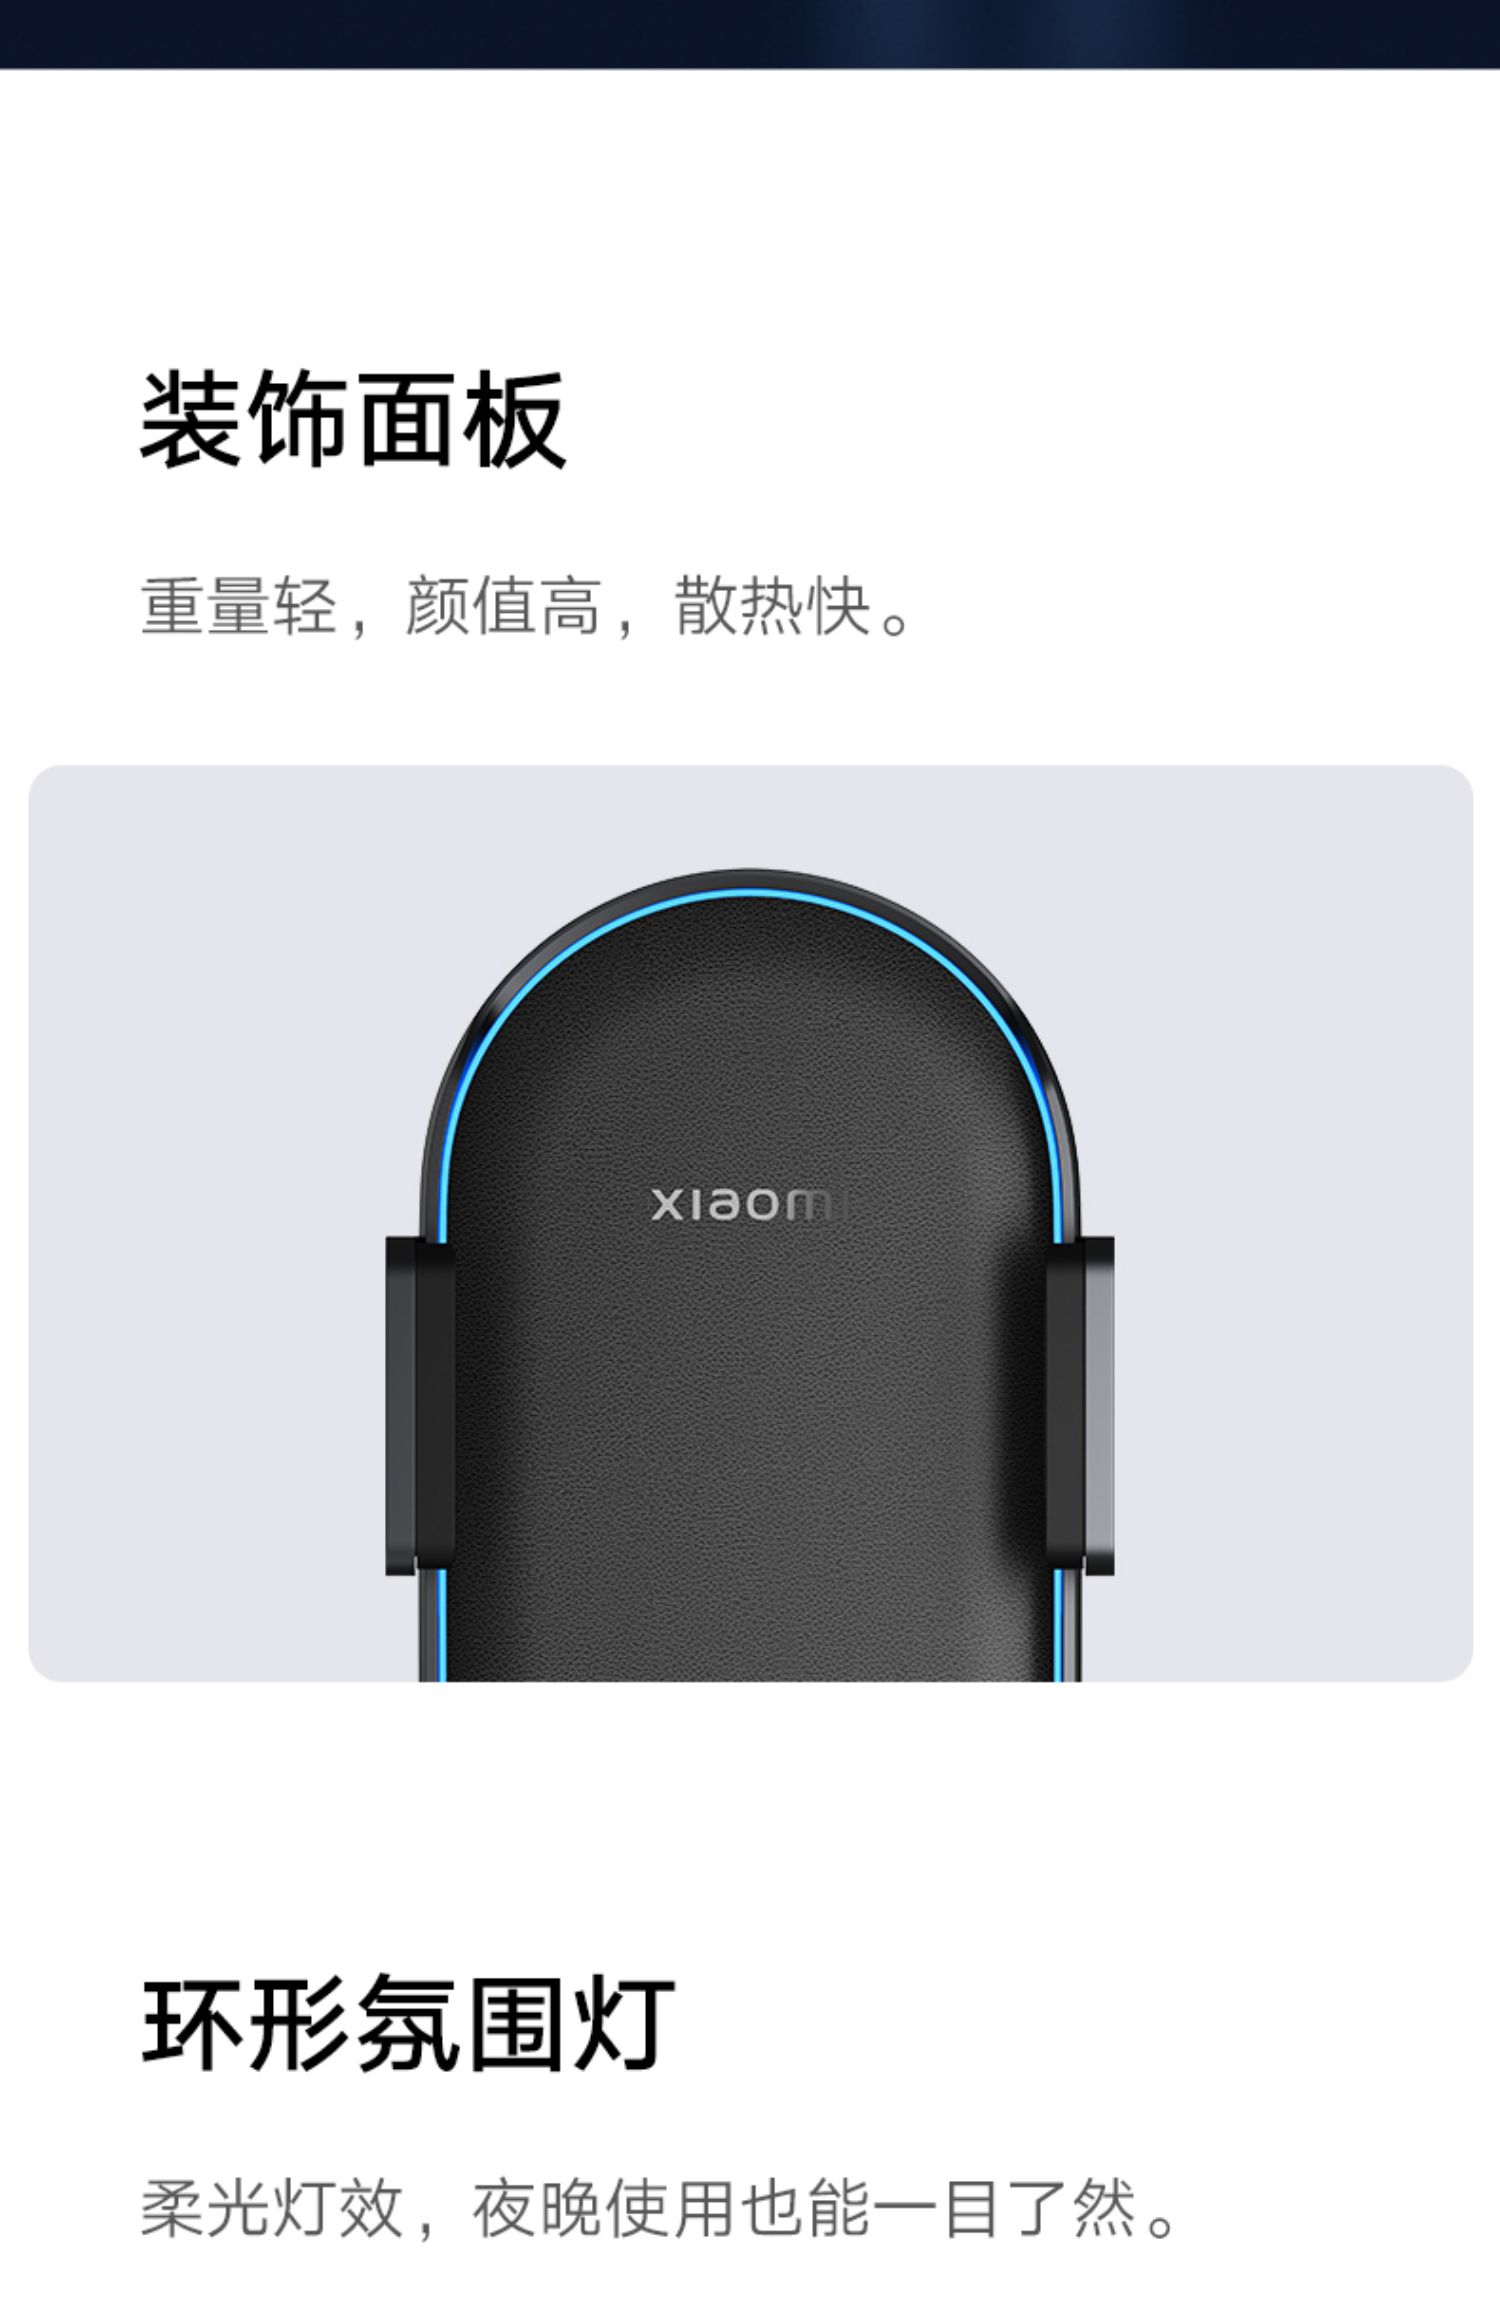 装饰面板
重量轻，颜值高，散热快。
xiaomi
环形氛围灯
柔光灯效，夜晚使用也能一目了然。